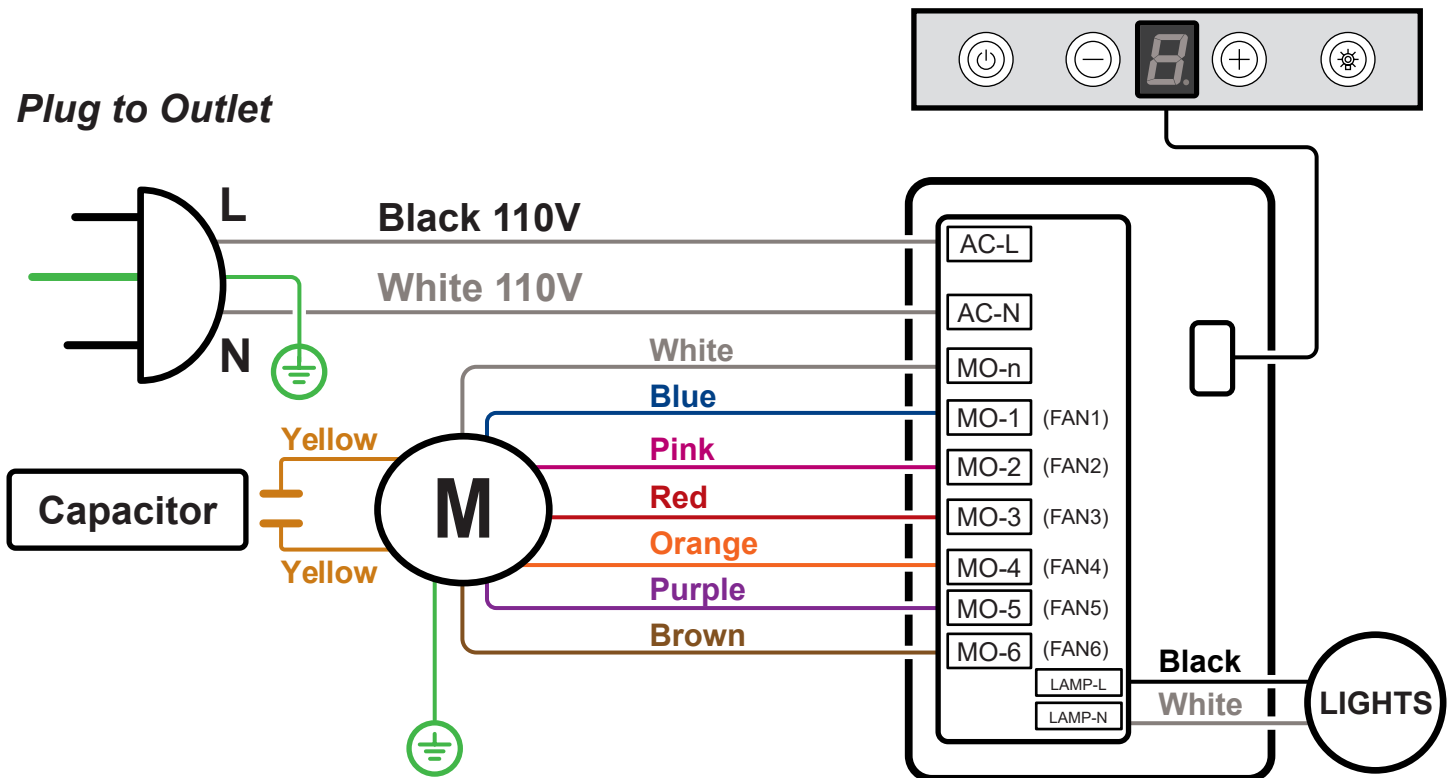 Plug to Outlet
L
Black 110V
AC-L
White 110V
AC-N
N
White
MO-n
Blue
MO-1 (FAN1)
Yellow
Pink
MO-2 (FAN2)
Capacitor
M
Red
MO-3 (FAN3)
Orange
MO-4 (FAN4)
Yellow
Purple
MO-5 (FAN5)
Brown
MO-6 (FAN6)
LAMP-L
Black
LAMP-N
White
LIGHTS
8.